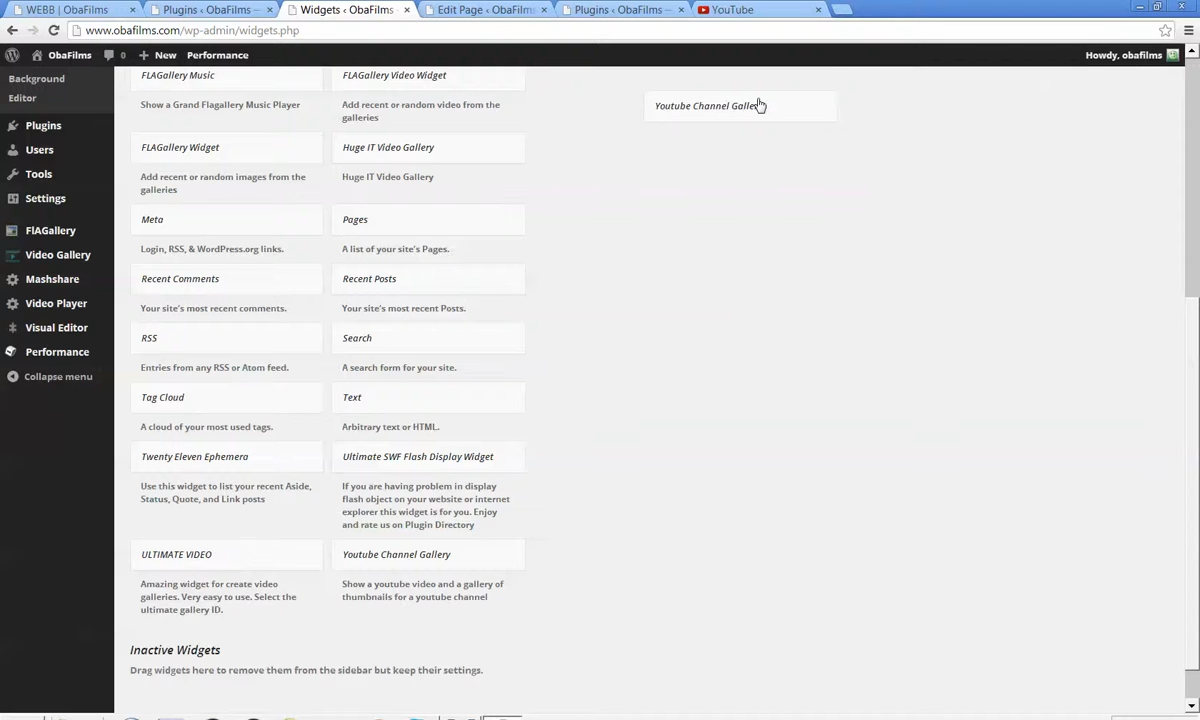 WEBB | ObaFilms
Plugins ‹ ObaFilms —
Widgets ‹ ObaFilms —
Edit Page ‹ ObaFilms —
Plugins ‹ ObaFilms —
YouTube
www.obafilms.com/wp-admin/widgets.php
ObaFilms
0
+ New
Performance
Howdy, obafilms
Background
Editor
Plugins
Users
Tools
Settings
FlAGallery
Video Gallery
Mashshare
Video Player
Visual Editor
Performance
Collapse menu
FLAGallery Music
FLAGallery Video Widget
Show a Grand Flagallery Music Player
Add recent or random video from the
galleries
FLAGallery Widget
Huge IT Video Gallery
Add recent or random images from the
galleries
Huge IT Video Gallery
Meta
Pages
Login, RSS, & WordPress.org links.
A list of your site's Pages.
Recent Comments
Recent Posts
Your site's most recent comments.
Your site's most recent Posts.
RSS
Search
Entries from any RSS or Atom feed.
A search form for your site.
Tag Cloud
Text
A cloud of your most used tags.
Arbitrary text or HTML.
Twenty Eleven Ephemera
Ultimate SWF Flash Display Widget
Use this widget to list your recent Aside,
Status, Quote, and Link posts
If you are having problem in display
flash object on your website or internet
explorer this widget is for you. Enjoy
and rate us on Plugin Directory
ULTIMATE VIDEO
Youtube Channel Gallery
Amazing widget for create video
galleries. Very easy to use. Select the
ultimate gallery ID.
Show a youtube video and a gallery of
thumbnails for a youtube channel
Inactive Widgets
Drag widgets here to remove them from the sidebar but keep their settings.
Youtube Channel Gallery